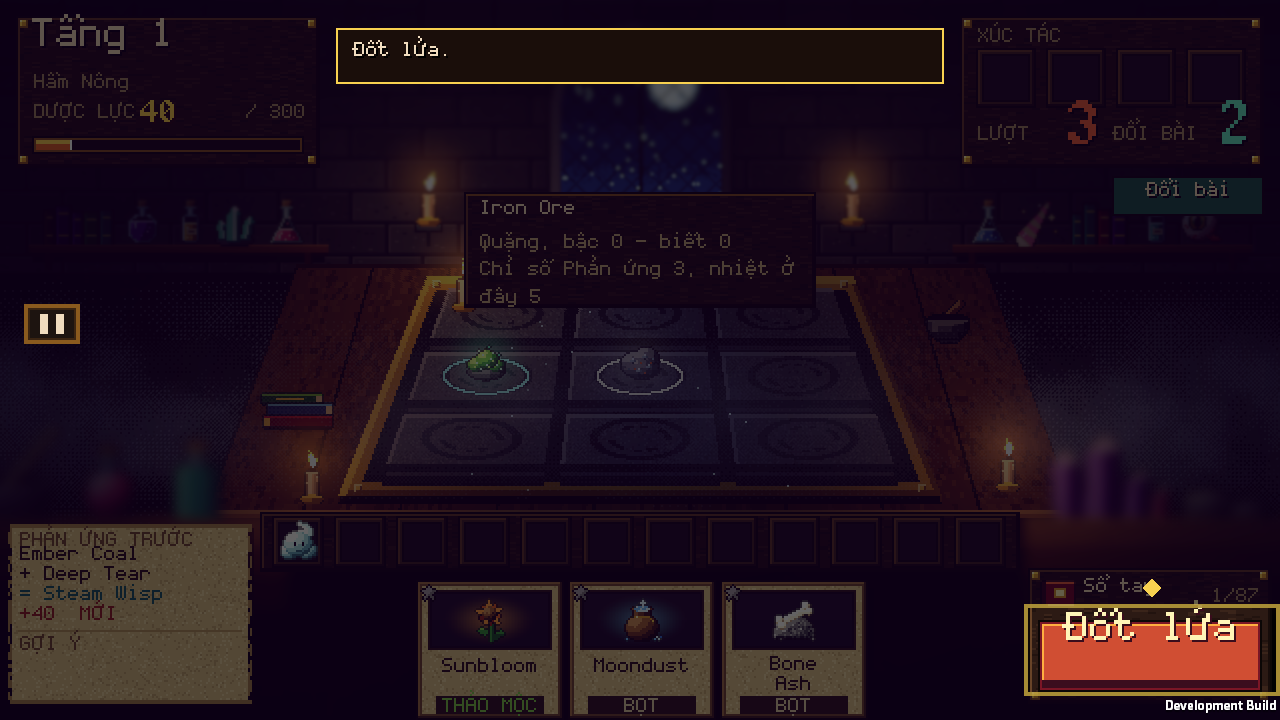 Tầng 1
Hầm Nông
DƯỢC LỰC 40 / 300
Đốt lửa.
XÚC TÁC
LƯỢT 3 ĐỔI BÀI 2
Đổi bài
Iron Ore
Quặng, bậc 0 - biết 0
Chỉ số Phản ứng 3, nhiệt ở
đây 5
PHẢN ỨNG TRƯỚC
Ember Coal
+ Deep Tear
= Steam Wisp
+40 MỚI
GỢI Ý
Sunbloom
THẢO MỘC
Moondust
BỘT
Bone
Ash
BỘT
Sổ ta
1/87
Đốt lửa
Development Build